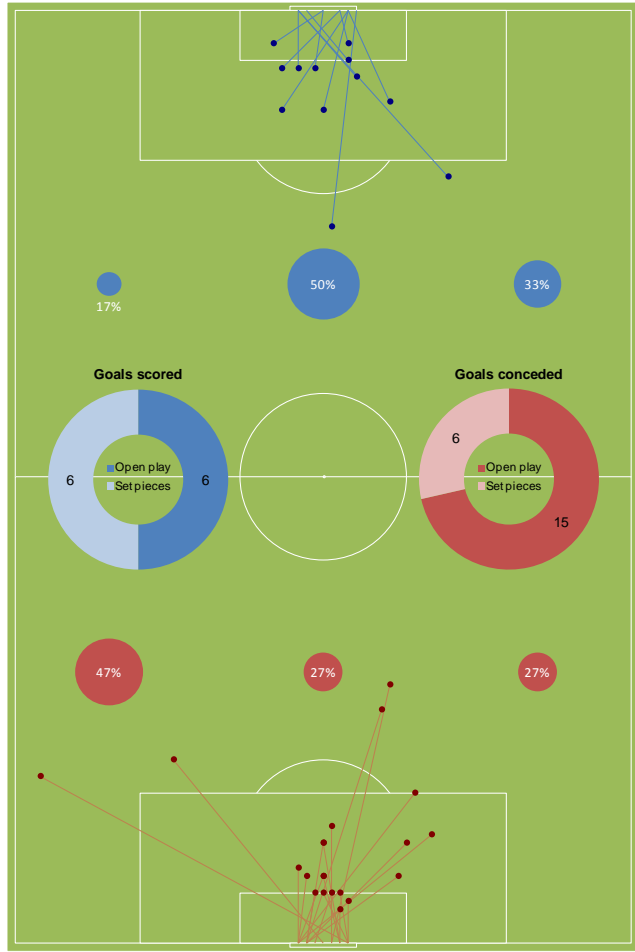 50%
33%
17%
Goals scored
Goals conceded
6
Open play
Set pieces
6
6
Open play
Set pieces
15
47%
27%
27%